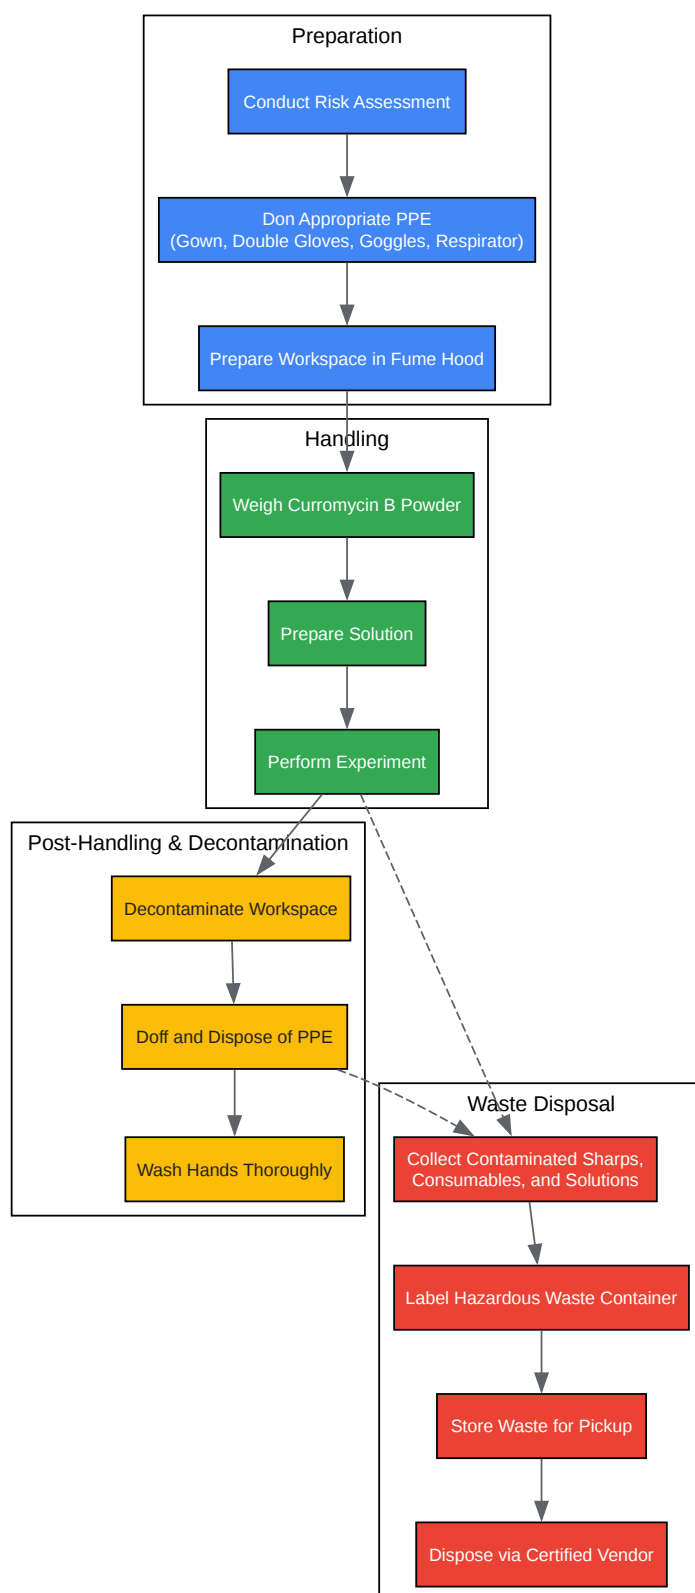 Preparation
Conduct Risk Assessment
Don Appropriate PPE
(Gown, Double Gloves, Goggles, Respirator)
Prepare Workspace in Fume Hood
Handling
Weigh Curromycin B Powder
Prepare Solution
Perform Experiment
Post-Handling & Decontamination
Decontaminate Workspace
Doff and Dispose of PPE
Wash Hands Thoroughly
Waste Disposal
Collect Contaminated Sharps,
Consumables, and Solutions
Label Hazardous Waste Container
Store Waste for Pickup
Dispose via Certified Vendor